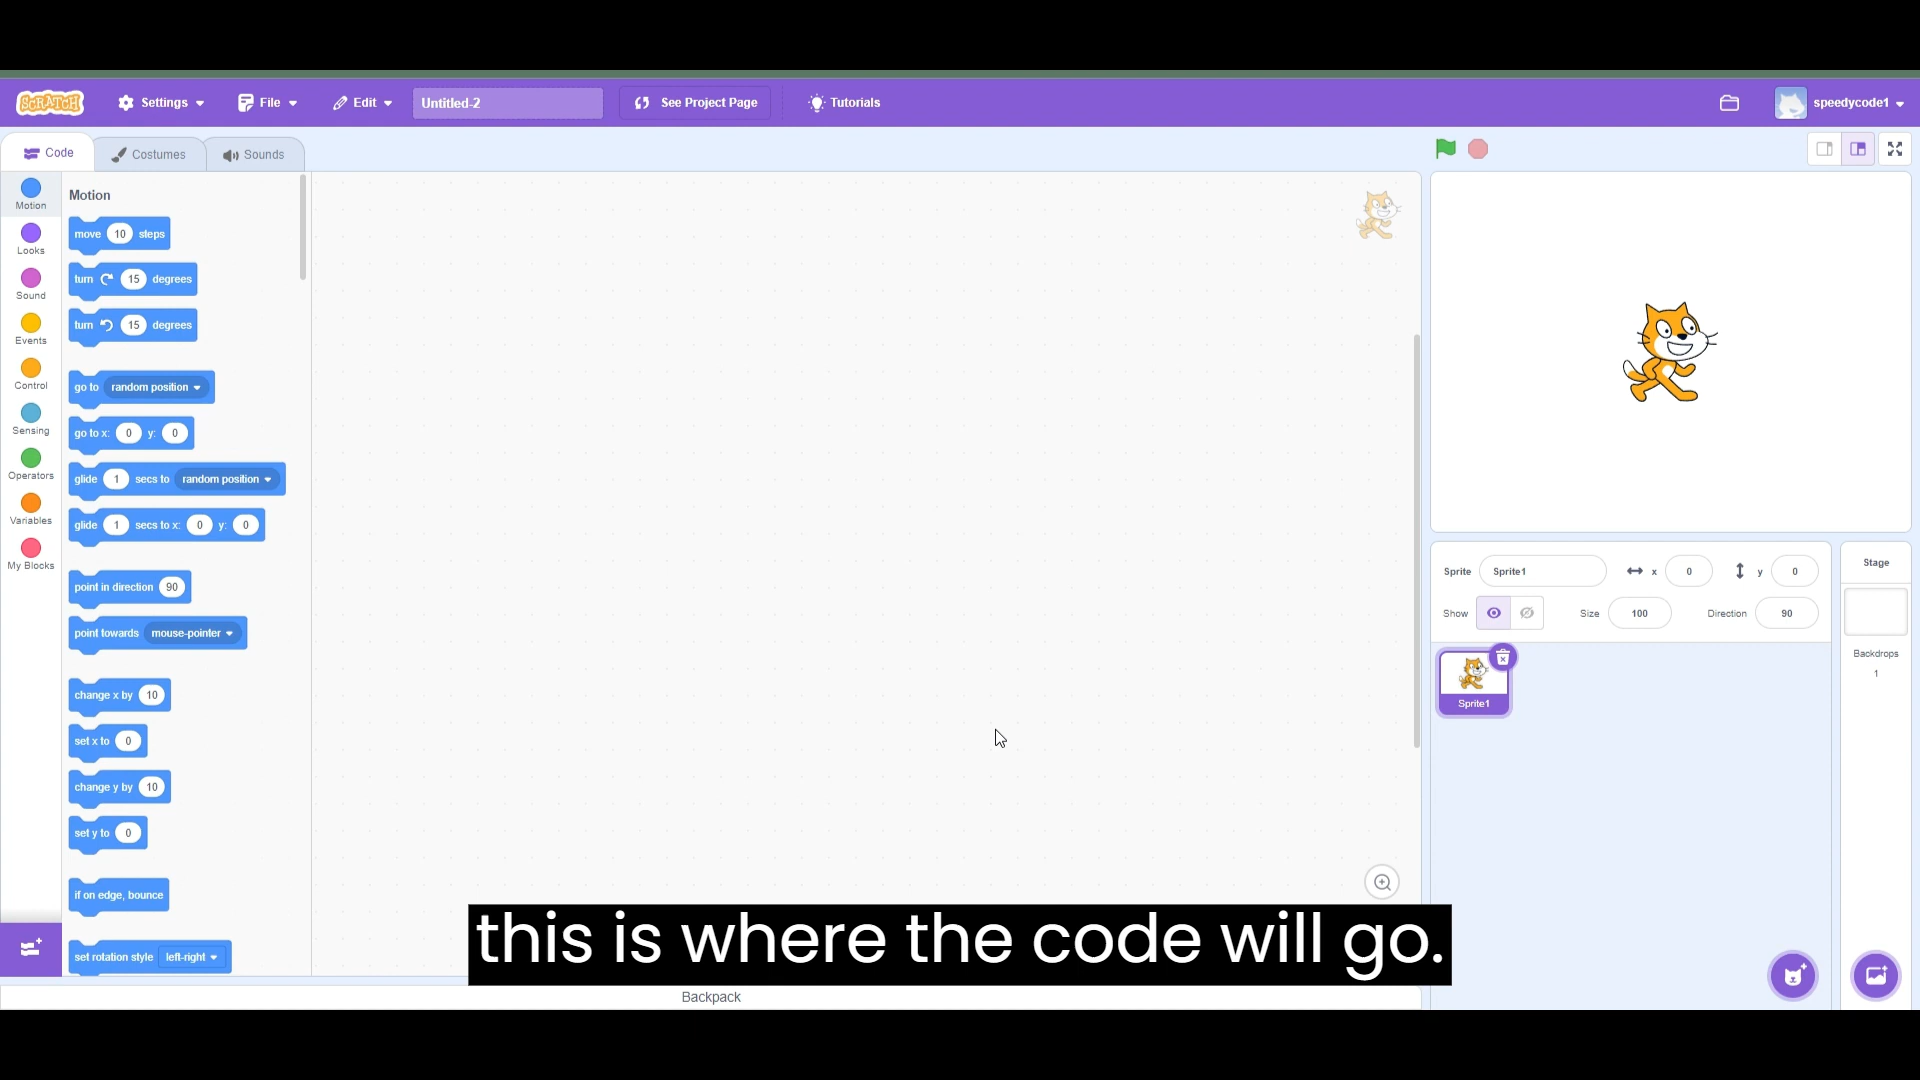 SCRATCH Settings File Edit Untitled-2 See Project Page Tutorials speedycode1
Code Costumes Sounds
Motion
Looks
Sound
Events
Control
Sensing
Operators
Variables
My Blocks
Motion
move 10 steps
turn 15 degrees
turn 15 degrees
go to random position
go to x: 0 y: 0
glide 1 secs to random position
glide 1 secs to x: 0 y: 0
point in direction 90
point towards mouse-pointer
change x by 10
set x to 0
change y by 10
set y to 0
if on edge, bounce
set rotation style left-right
this is where the code will go.
Backpack
Sprite Sprite1 x 0 y 0
Show Size 100 Direction 90
Sprite1
Stage
Backdrops
1